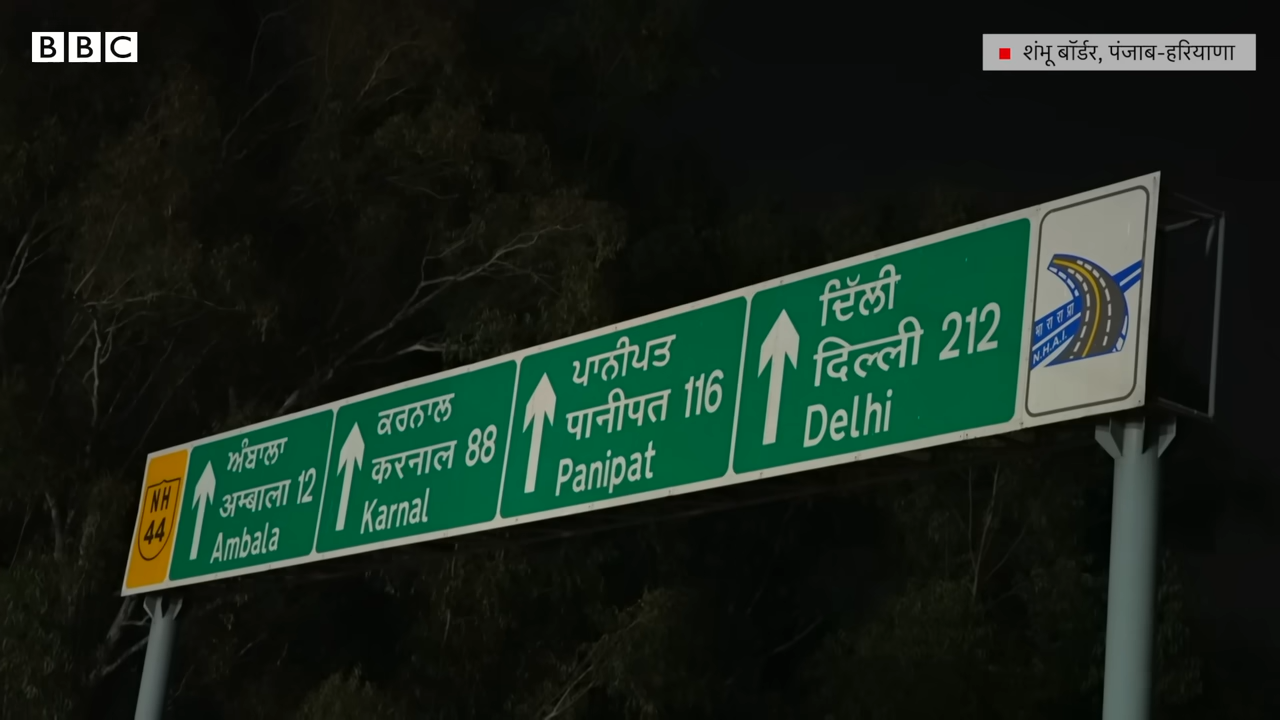 BBC
शंभू बॉर्डर, पंजाब-हरियाणा
NH
44
ਅੰਬਾਲਾ
अम्बाला 12
Ambala
ਕਰਨਾਲ
करनाल 88
Karnal
ਪਾਨੀਪਤ
पानीपत 116
Panipat
ਦਿੱਲੀ
दिल्ली 212
Delhi
भा रा रा प्रा
N.H.A.I.